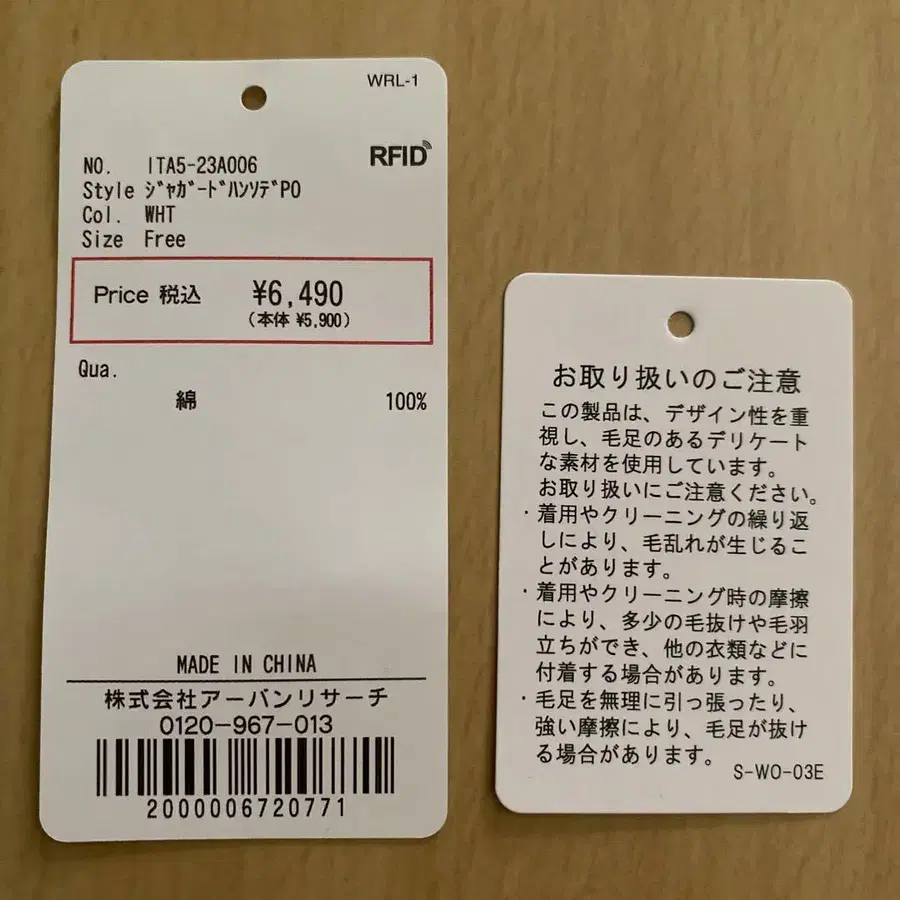 WRL-1
RFID
NO. ITA5-23A006
Style ｼﾞｬｶﾞｰﾄﾞﾊﾝｿﾃﾞPO
Col. WHT
Size Free
Price 税込 ¥6,490
(本体 ¥5,900)
Qua.
綿 100%
MADE IN CHINA
株式会社アーバンリサーチ
0120-967-013
2000006720771
お取り扱いのご注意
この製品は、デザイン性を重
視し、毛足のあるデリケート
な素材を使用しています。
お取り扱いにご注意ください。
・着用やクリーニングの繰り返
しにより、毛乱れが生じるこ
とがあります。
・着用やクリーニング時の摩擦
により、多少の毛抜けや毛羽
立ちができ、他の衣類などに
付着する場合があります。
・毛足を無理に引っ張ったり、
強い摩擦により、毛足が抜け
る場合があります。
S-WO-03E